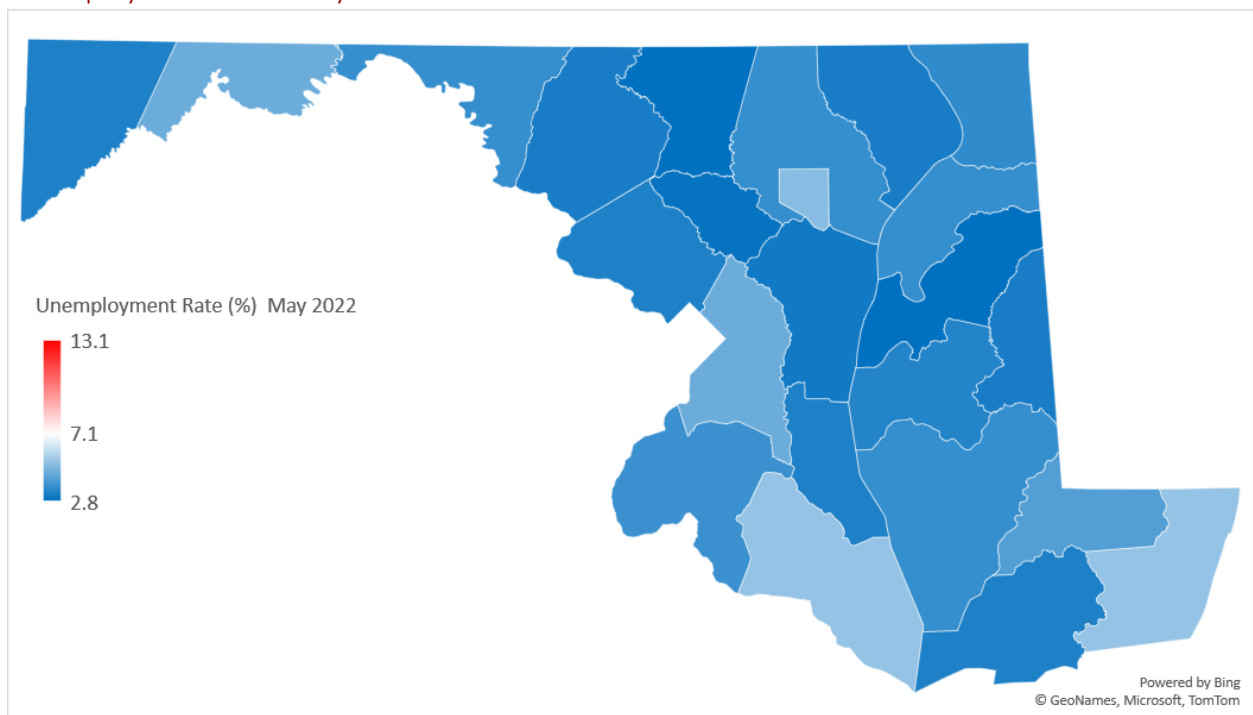 Unemployment Rate (%)  May 2022
13.1
7.1
2.8
Powered by Bing
© GeoNames, Microsoft, TomTom